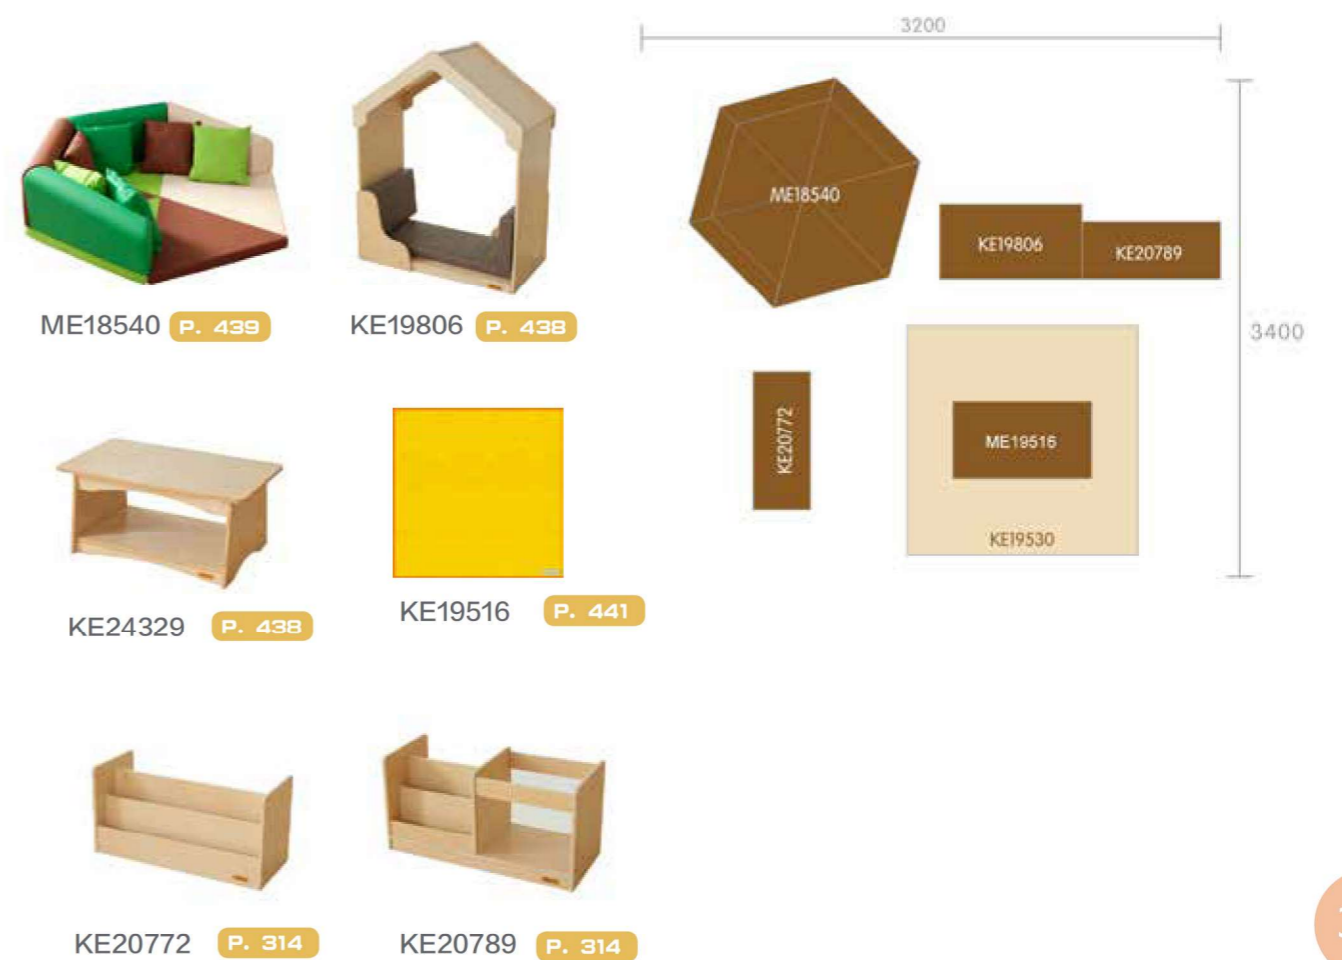 3200
ME18540
KE19806
KE20789
3400
ME18540 P. 439
KE19806 P. 438
KE20772
ME19516
KE19530
KE24329 P. 438
KE19516 P. 441
KE20772 P. 314
KE20789 P. 314